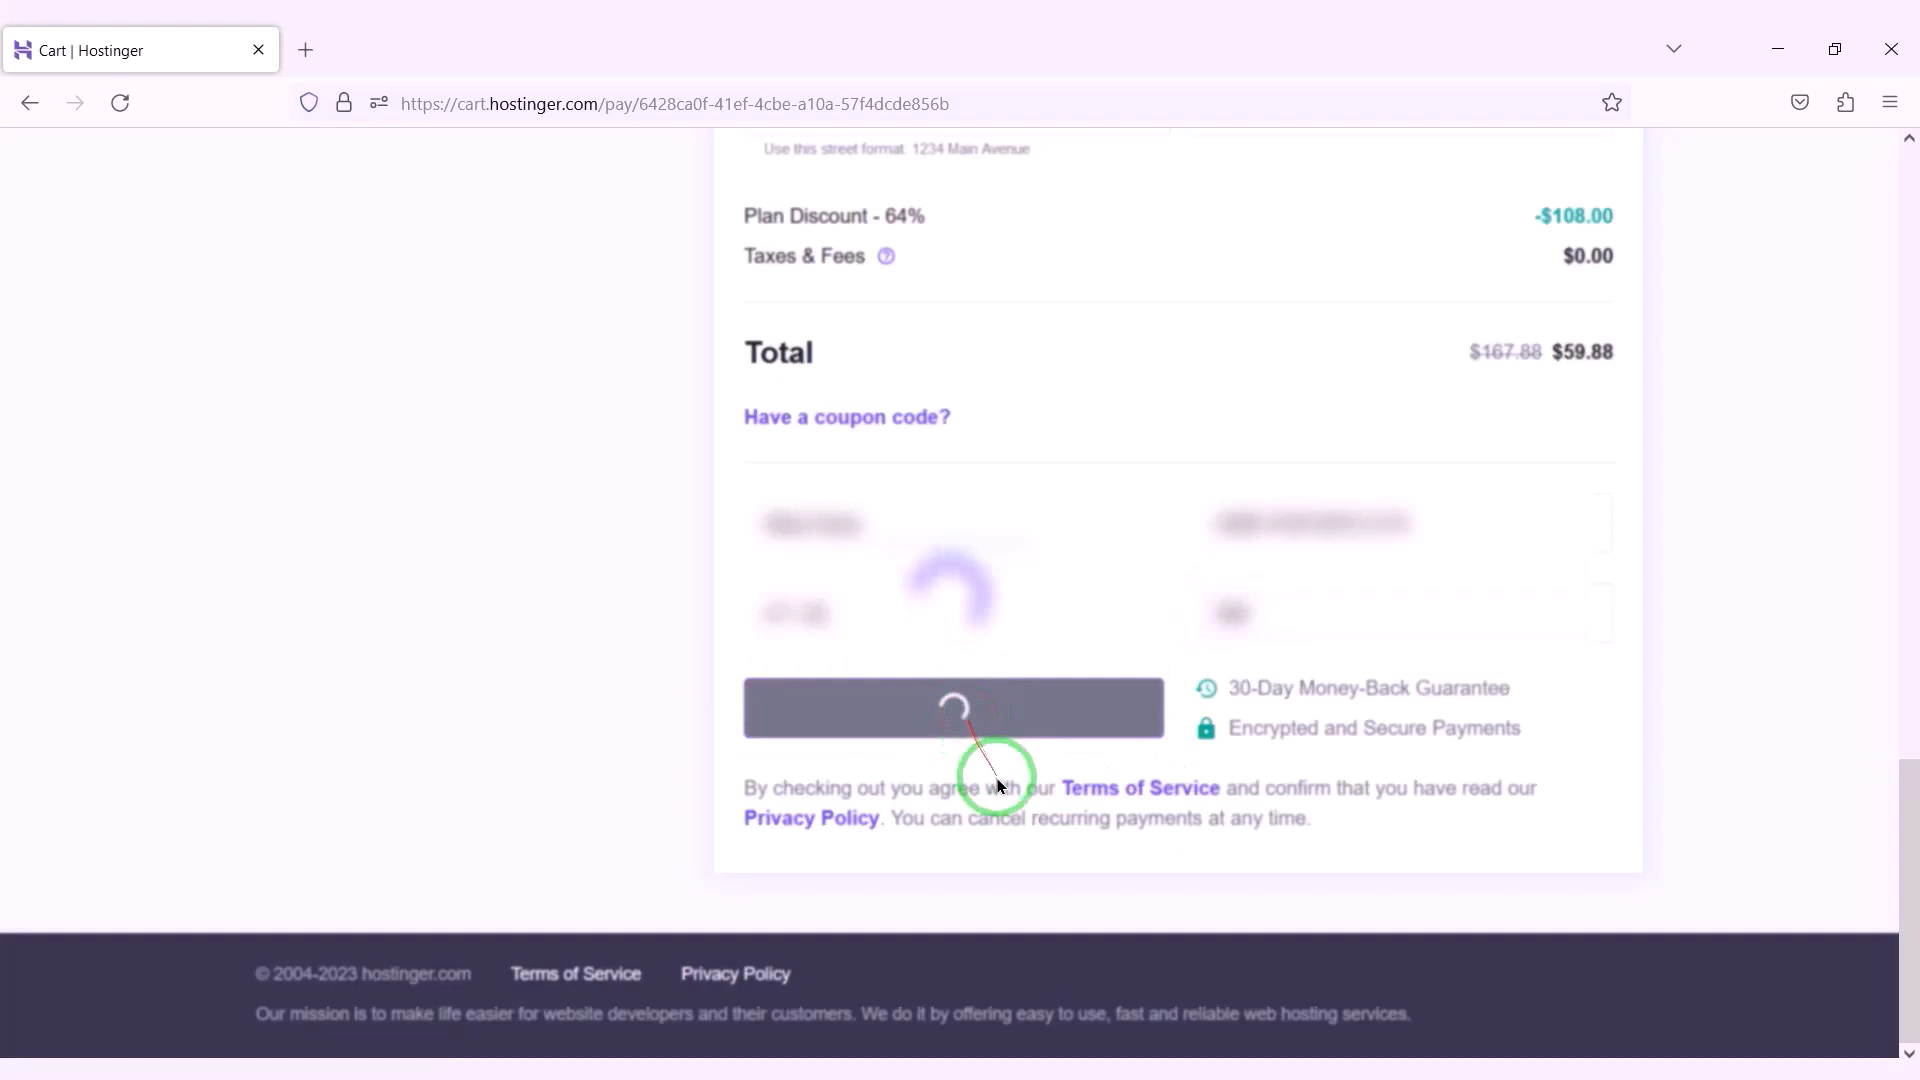 Cart | Hostinger
https://cart.hostinger.com/pay/6428ca0f-41ef-4cbe-a10a-57f4dcde856b
Use this street format: 1234 Main Avenue
Plan Discount - 64% -$108.00
Taxes & Fees $0.00
Total $167.88 $59.88
Have a coupon code?
30-Day Money-Back Guarantee
Encrypted and Secure Payments
By checking out you agree with our Terms of Service and confirm that you have read our
Privacy Policy. You can cancel recurring payments at any time.
© 2004-2023 hostinger.com Terms of Service Privacy Policy
Our mission is to make life easier for website developers and their customers. We do it by offering easy to use, fast and reliable web hosting services.